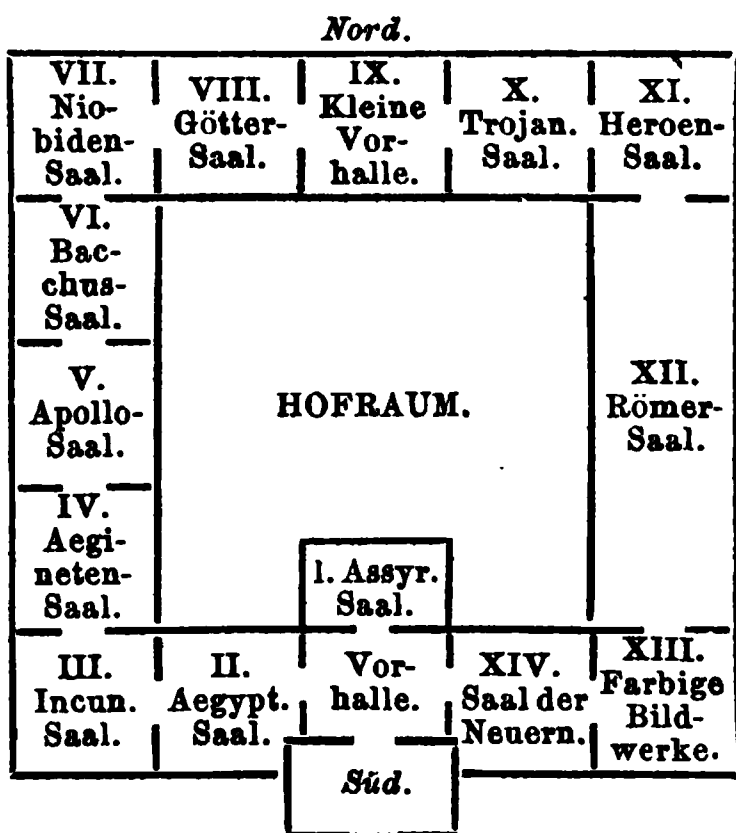 Nord.
VII.
Nio-
biden-
Saal.
VIII.
Götter-
Saal.
IX.
Kleine
Vor-
halle.
X.
Trojan.
Saal.
XI.
Heroen-
Saal.
VI.
Bac-
chus-
Saal.
V.
Apollo-
Saal.
HOFRAUM.
XII.
Römer-
Saal.
IV.
Aegi-
neten-
Saal.
I. Assyr.
Saal.
III.
Incun.
Saal.
II.
Aegypt.
Saal.
Vor-
halle.
XIV.
Saal der
Neuern.
XIII.
Farbige
Bild-
werke.
Süd.